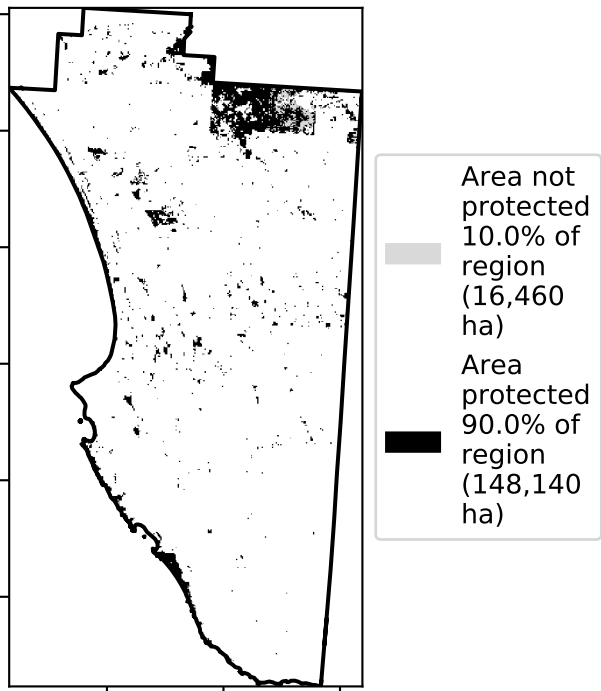 Area not
protected
10.0% of
region
(16,460
ha)
Area
protected
90.0% of
region
(148,140
ha)